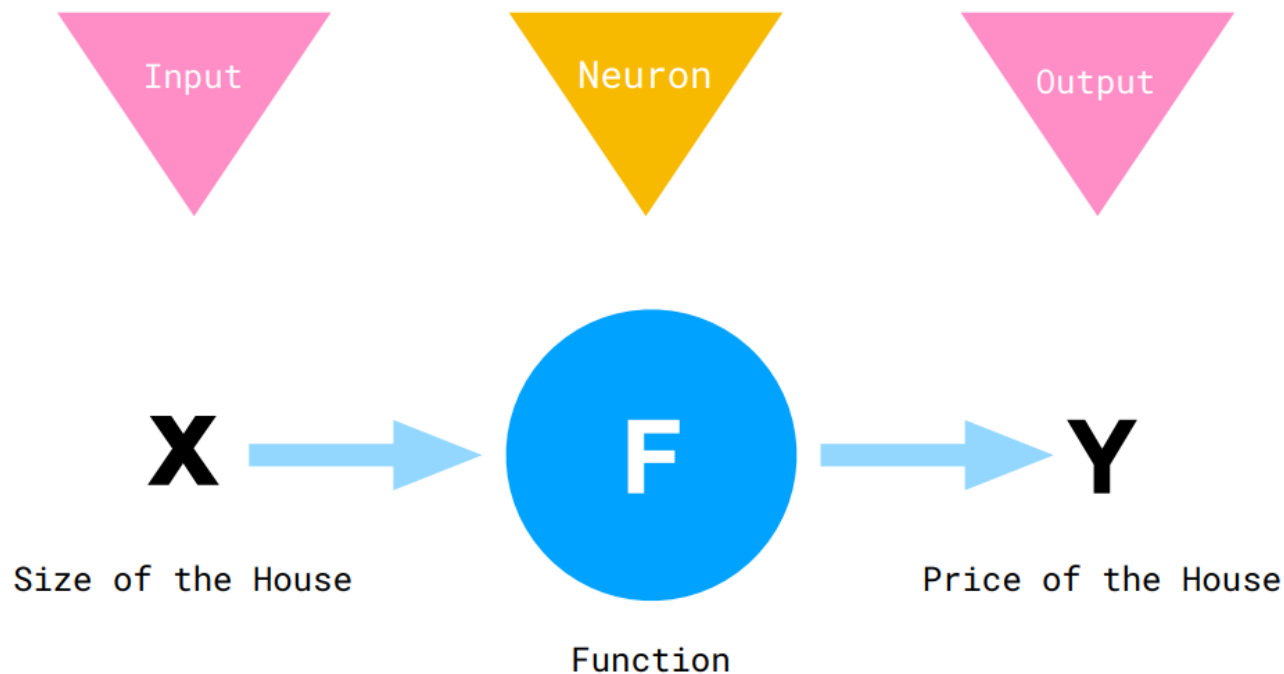 Input
Neuron
Output
X
F
Y
Size of the House
Price of the House
Function